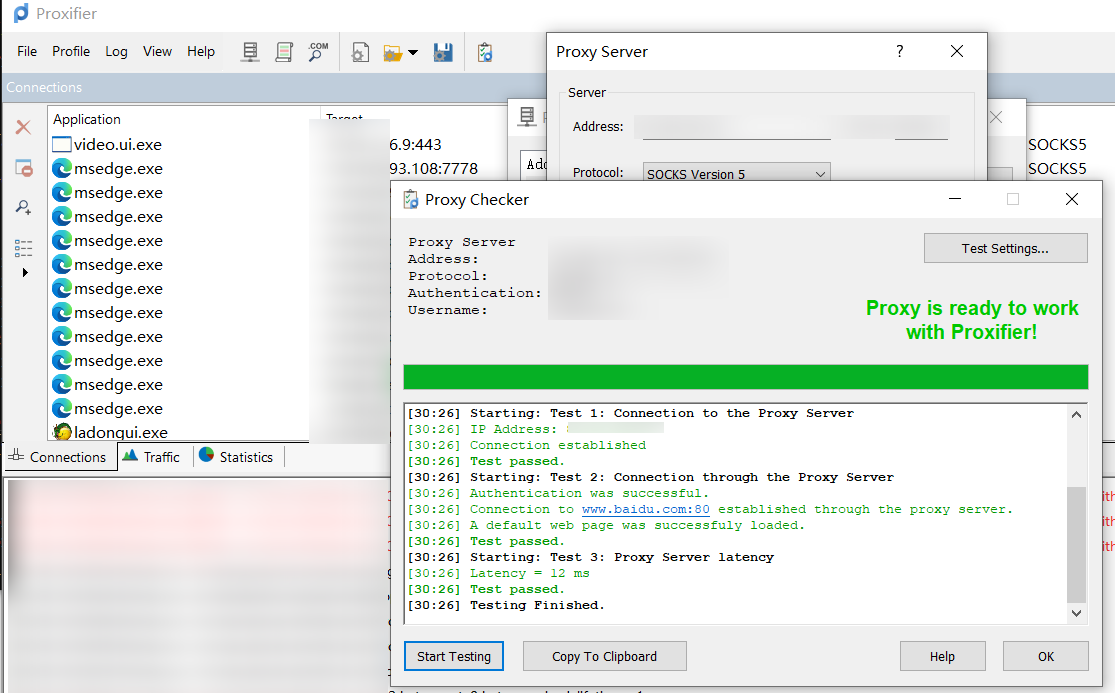 Proxifier
File Profile Log View Help
.COM
Connections
Application
Target
video.ui.exe
6.9:443
SOCKS5
msedge.exe
93.108:7778
SOCKS5
msedge.exe
msedge.exe
msedge.exe
msedge.exe
msedge.exe
msedge.exe
msedge.exe
msedge.exe
msedge.exe
msedge.exe
ladongui.exe
Connections Traffic Statistics
Proxy Server
?
Server
Address:
Protocol: SOCKS Version 5
Proxy Checker
Proxy Server
Address:
Protocol:
Authentication:
Username:
Test Settings...
Proxy is ready to work
with Proxifier!
[30:26] Starting: Test 1: Connection to the Proxy Server
[30:26] IP Address:
[30:26] Connection established
[30:26] Test passed.
[30:26] Starting: Test 2: Connection through the Proxy Server
[30:26] Authentication was successful.
[30:26] Connection to www.baidu.com:80 established through the proxy server.
[30:26] A default web page was successfuly loaded.
[30:26] Test passed.
[30:26] Starting: Test 3: Proxy Server latency
[30:26] Latency = 12 ms
[30:26] Test passed.
[30:26] Testing Finished.
Start Testing Copy To Clipboard Help OK